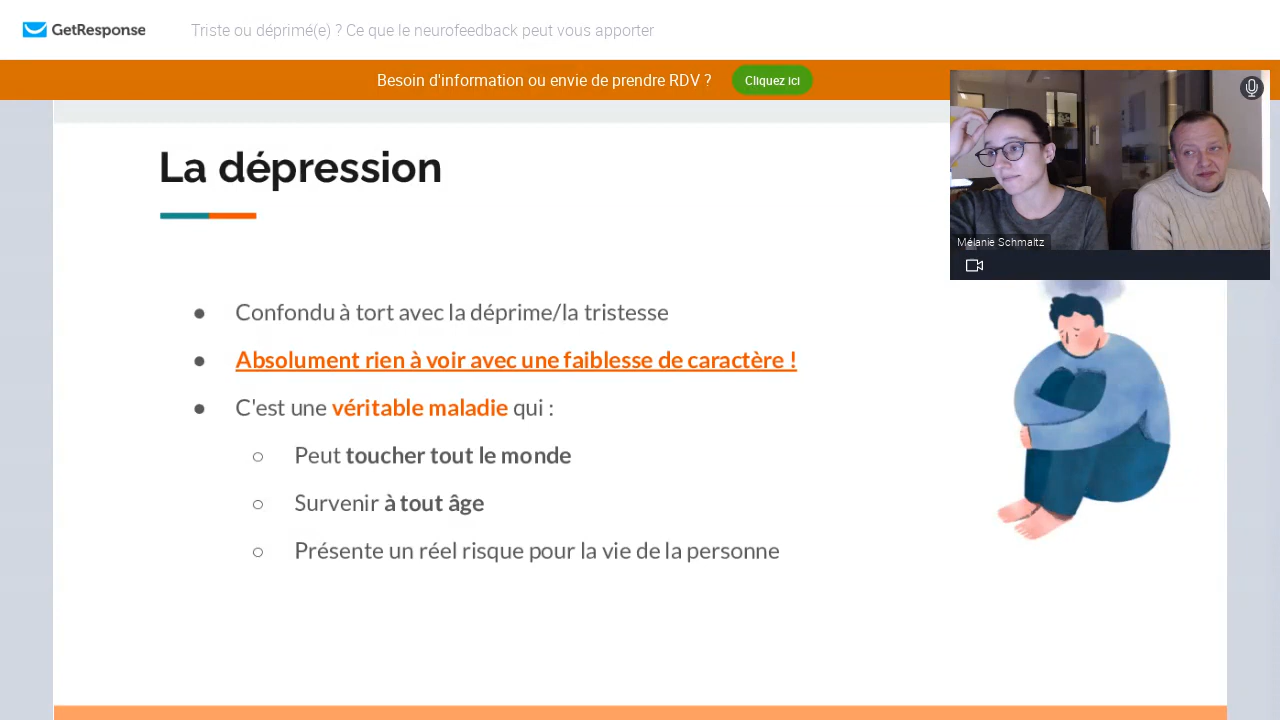 GetResponse
Triste ou déprimé(e) ? Ce que le neurofeedback peut vous apporter
Besoin d'information ou envie de prendre RDV ?
Cliquez ici
Mélanie Schmaltz
La dépression
● Confondu à tort avec la déprime/la tristesse
● Absolument rien à voir avec une faiblesse de caractère !
● C'est une véritable maladie qui :
○ Peut toucher tout le monde
○ Survenir à tout âge
○ Présente un réel risque pour la vie de la personne